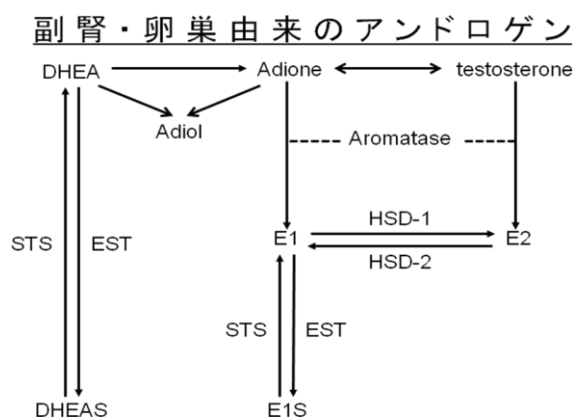 副腎・卵巣由来のアンドロゲン
DHEA
Adione
testosterone
Adiol
Aromatase
HSD-1
E1
E2
HSD-2
STS
EST
STS
EST
DHEAS
E1S